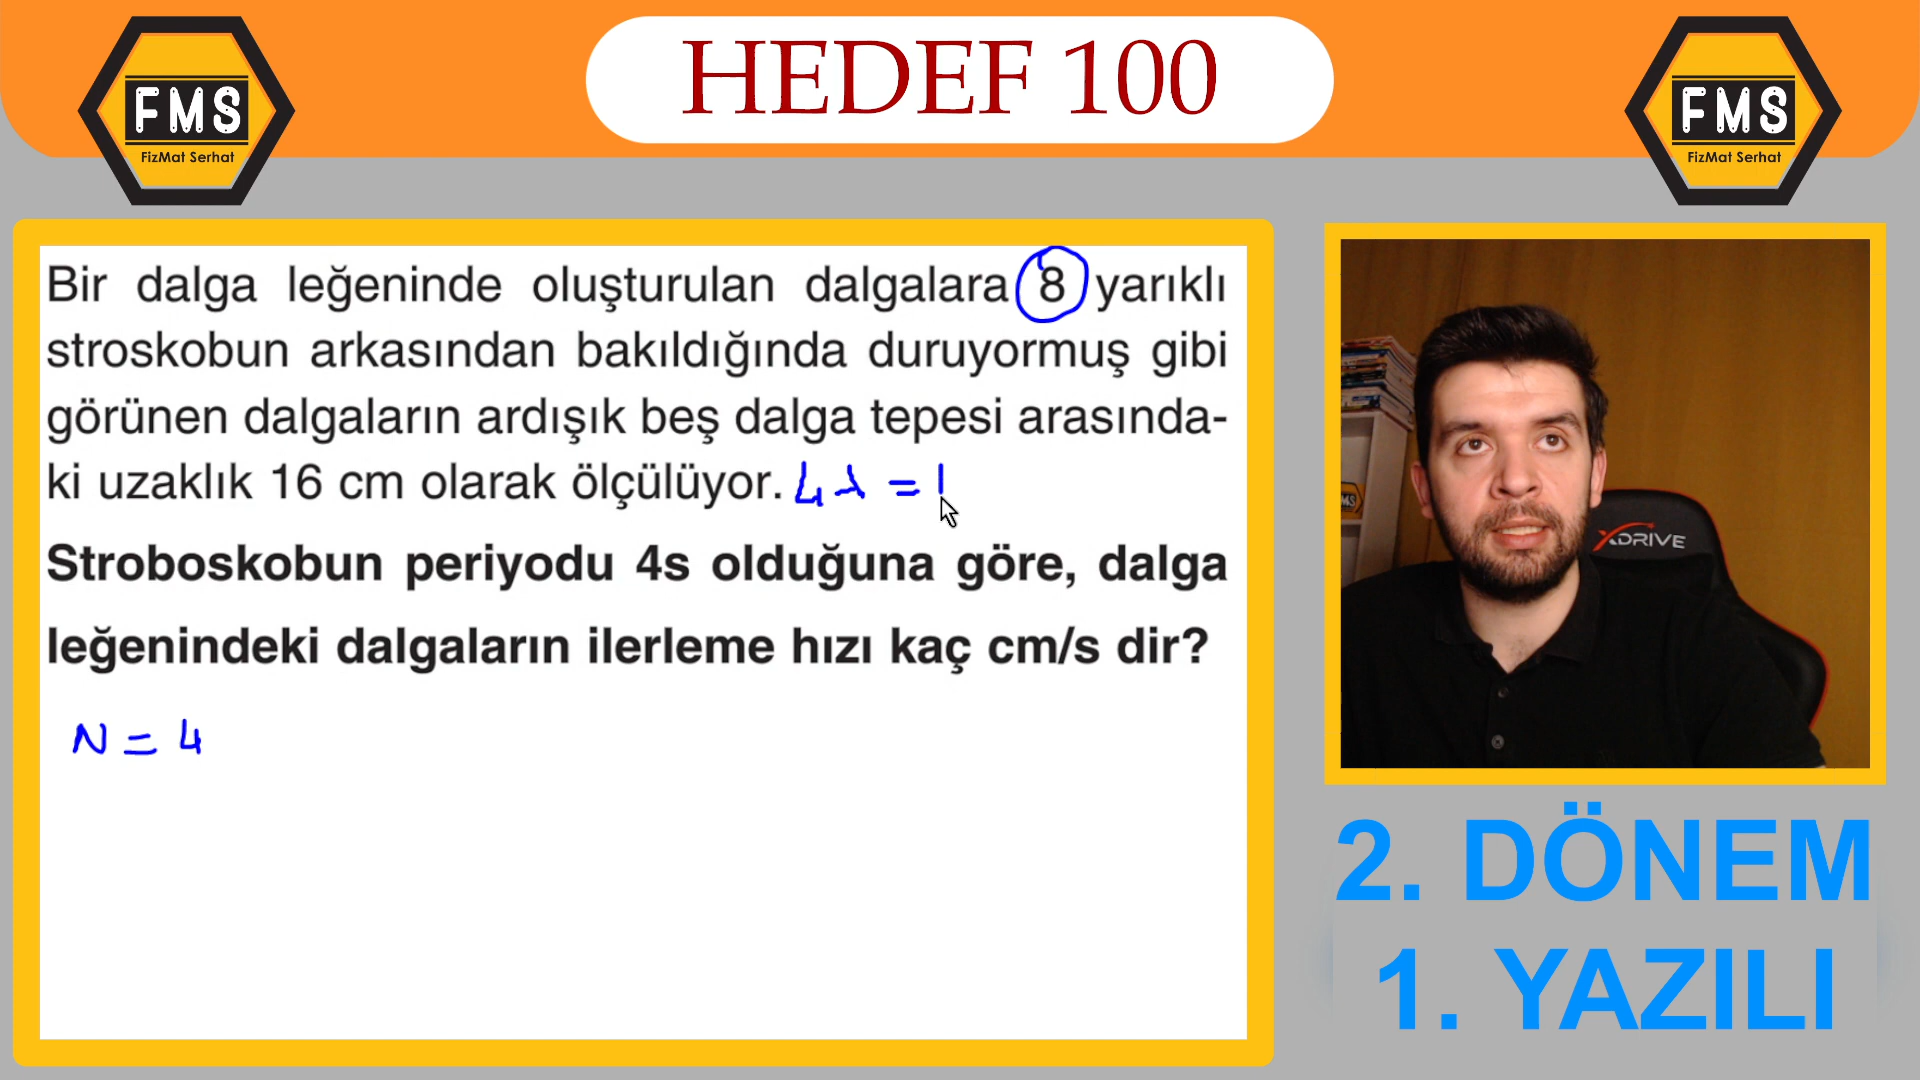 HEDEF 100
FMS
FizMat Serhat
FMS
FizMat Serhat
Bir dalga leğeninde oluşturulan dalgalara 8 yarıklı
stroskobun arkasından bakıldığında duruyormuş gibi
görünen dalgaların ardışık beş dalga tepesi arasında-
ki uzaklık 16 cm olarak ölçülüyor. 4λ = 1
Stroboskobun periyodu 4s olduğuna göre, dalga
leğenindeki dalgaların ilerleme hızı kaç cm/s dir?
N = 4
XDRIVE
2. DÖNEM
1. YAZILI